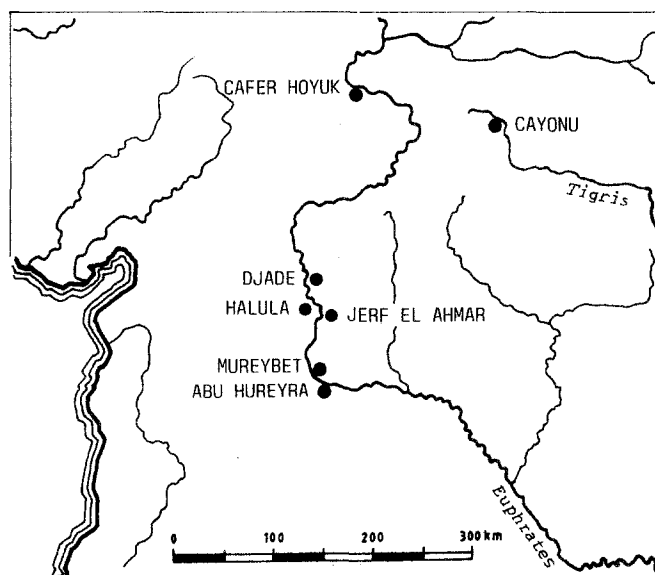 CAFER HOYUK
CAYONU
Tigris
DJADE
HALULA
JERF EL AHMAR
MUREYBET
ABU HUREYRA
Euphrates
0 100 200 300 km